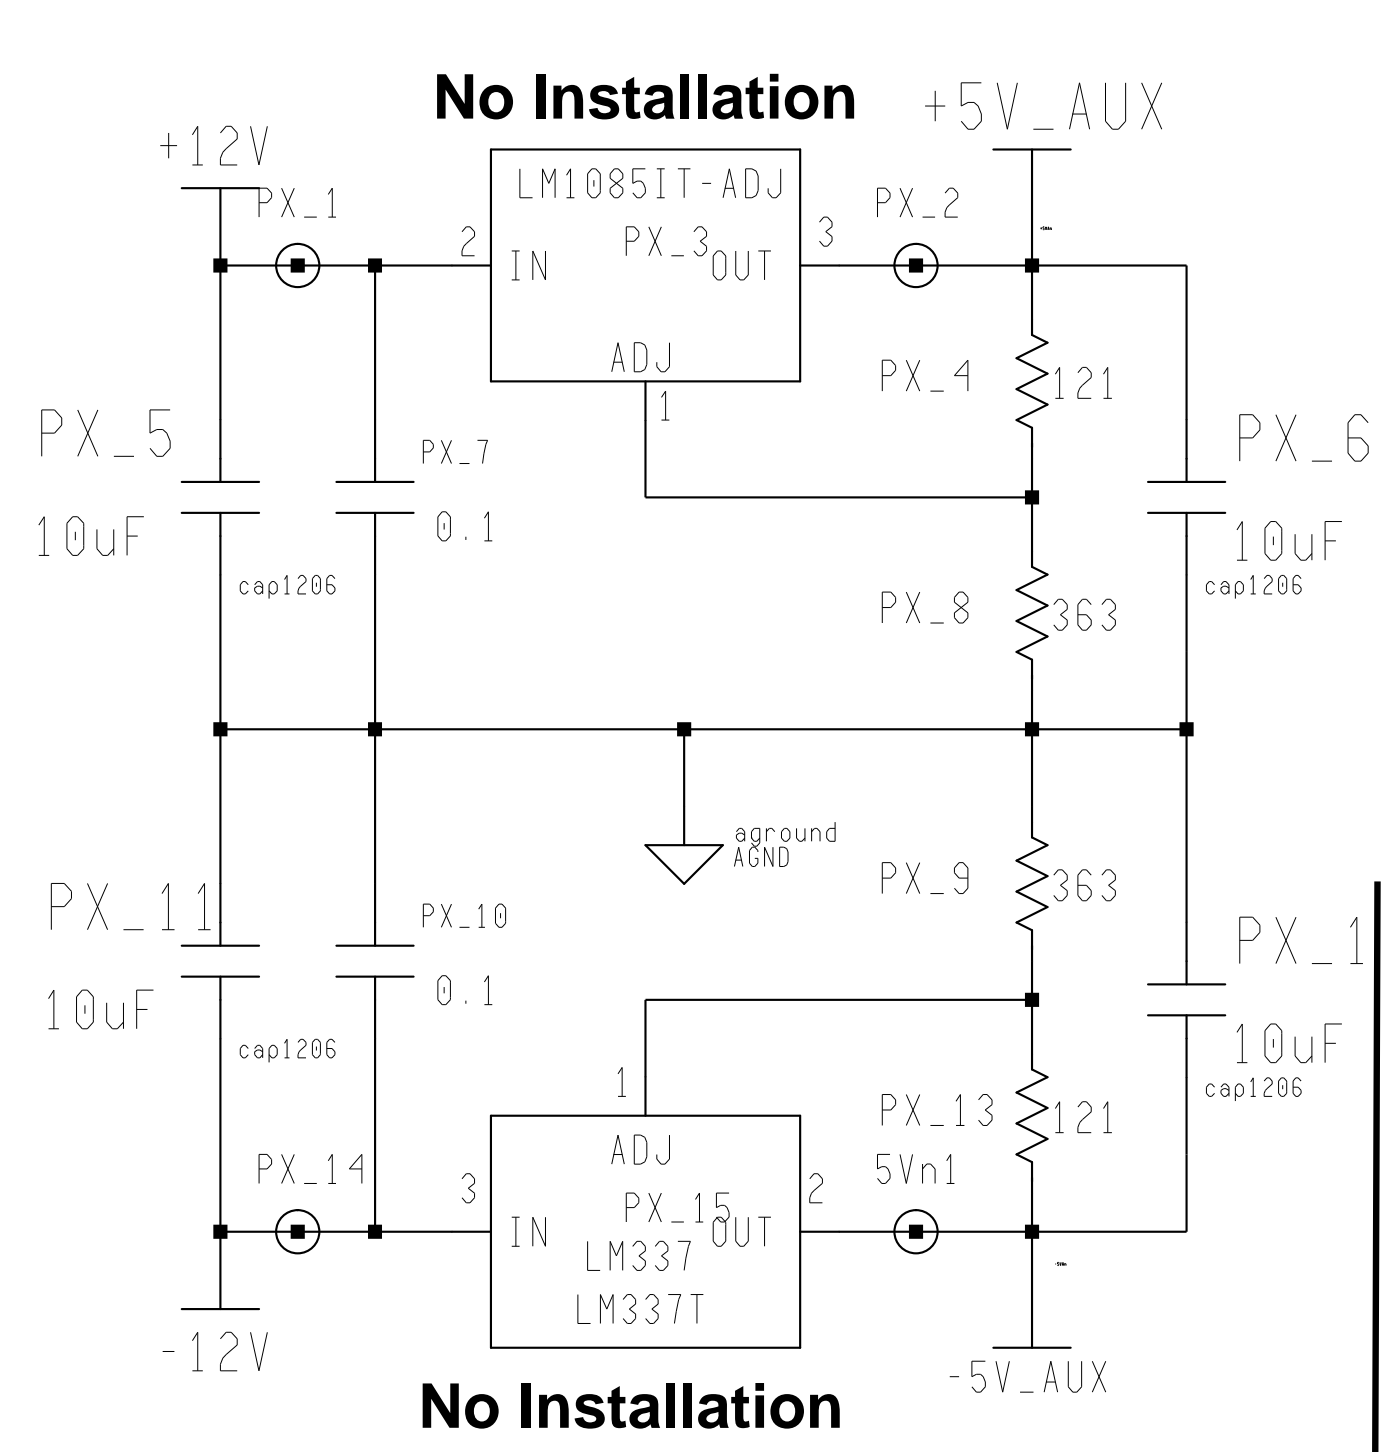 No Installation
+5V_AUX
+12V
LM1085IT-ADJ
PX_1
PX_2
2
PX_3
3
IN
OUT
ADJ
PX_4
121
1
PX_5
PX_7
PX_6
10uF
0.1
10uF
cap1206
cap1206
PX_8
363
aground
AGND
PX_9
363
PX_11
PX_10
PX_1
10uF
0.1
10uF
cap1206
cap1206
1
PX_13
121
ADJ
PX_14
3
2
5Vn1
PX_15
IN
OUT
LM337
LM337T
-12V
-5V_AUX
No Installation